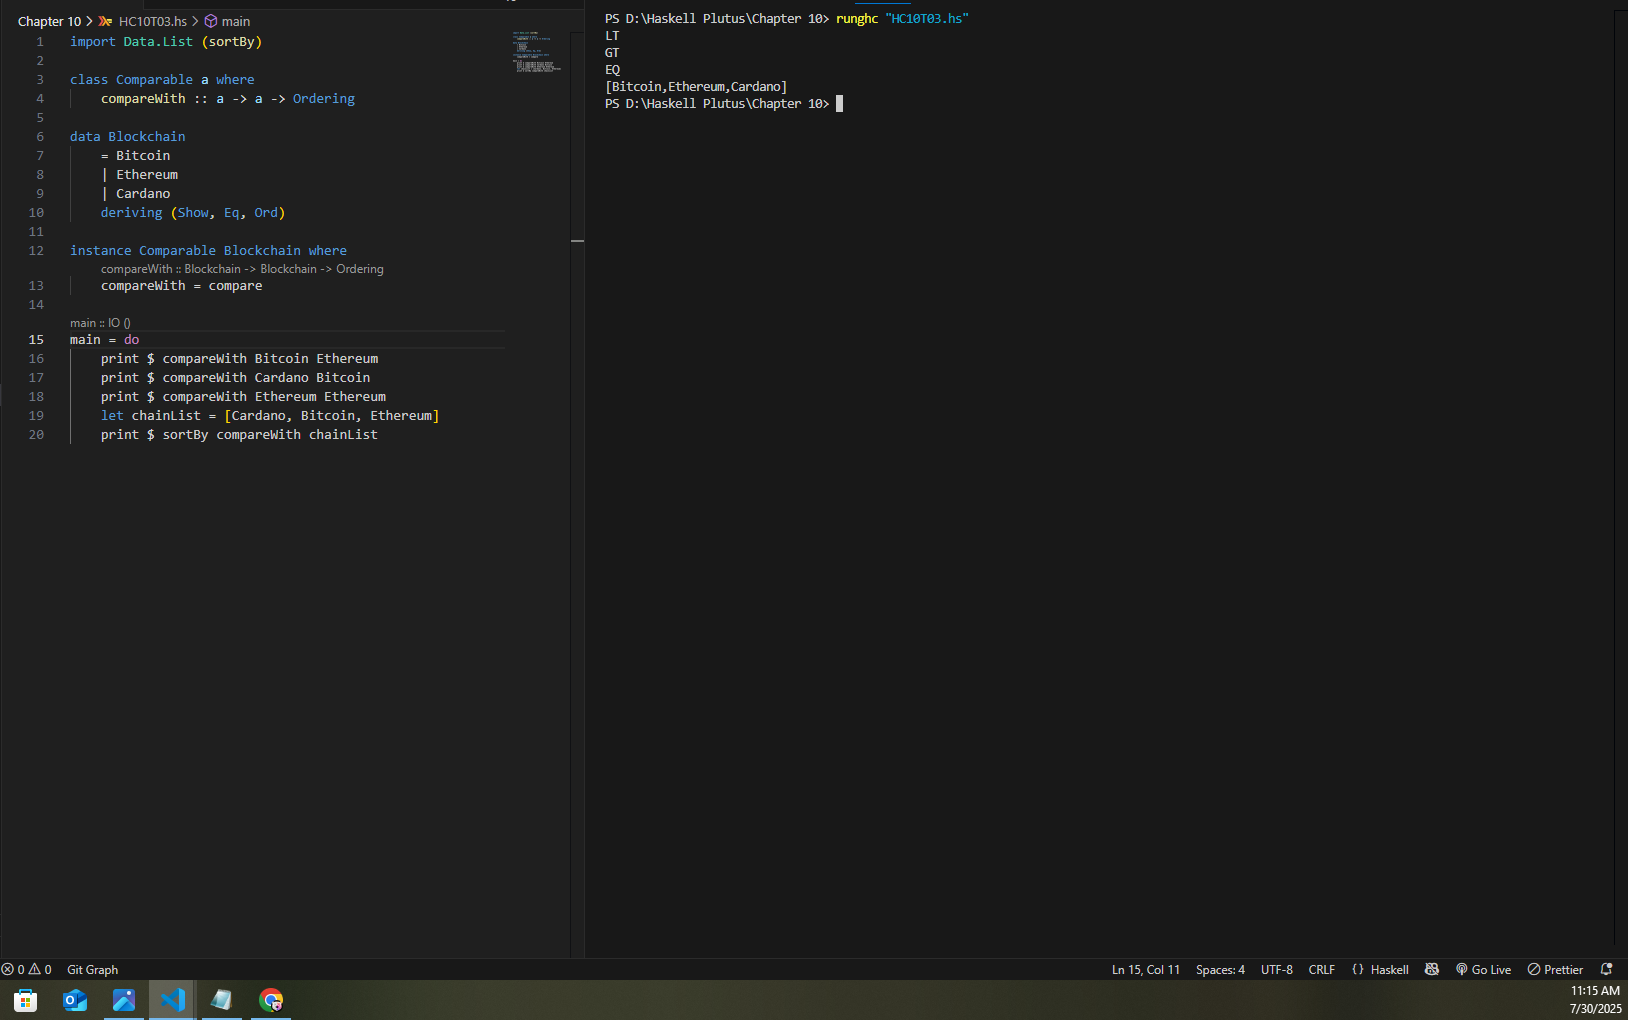 Chapter 10 > HC10T03.hs > main
1 import Data.List (sortBy)
2
3 class Comparable a where
4 compareWith :: a -> a -> Ordering
5
6 data Blockchain
7 = Bitcoin
8 | Ethereum
9 | Cardano
10 deriving (Show, Eq, Ord)
11
12 instance Comparable Blockchain where
compareWith :: Blockchain -> Blockchain -> Ordering
13 compareWith = compare
14
main :: IO ()
15 main = do
16 print $ compareWith Bitcoin Ethereum
17 print $ compareWith Cardano Bitcoin
18 print $ compareWith Ethereum Ethereum
19 let chainList = [Cardano, Bitcoin, Ethereum]
20 print $ sortBy compareWith chainList
PS D:\Haskell Plutus\Chapter 10> runghc "HC10T03.hs"
LT
GT
EQ
[Bitcoin,Ethereum,Cardano]
PS D:\Haskell Plutus\Chapter 10>
0 0 Git Graph
Ln 15, Col 11 Spaces: 4 UTF-8 CRLF {} Haskell Go Live Prettier
11:15 AM
7/30/2025